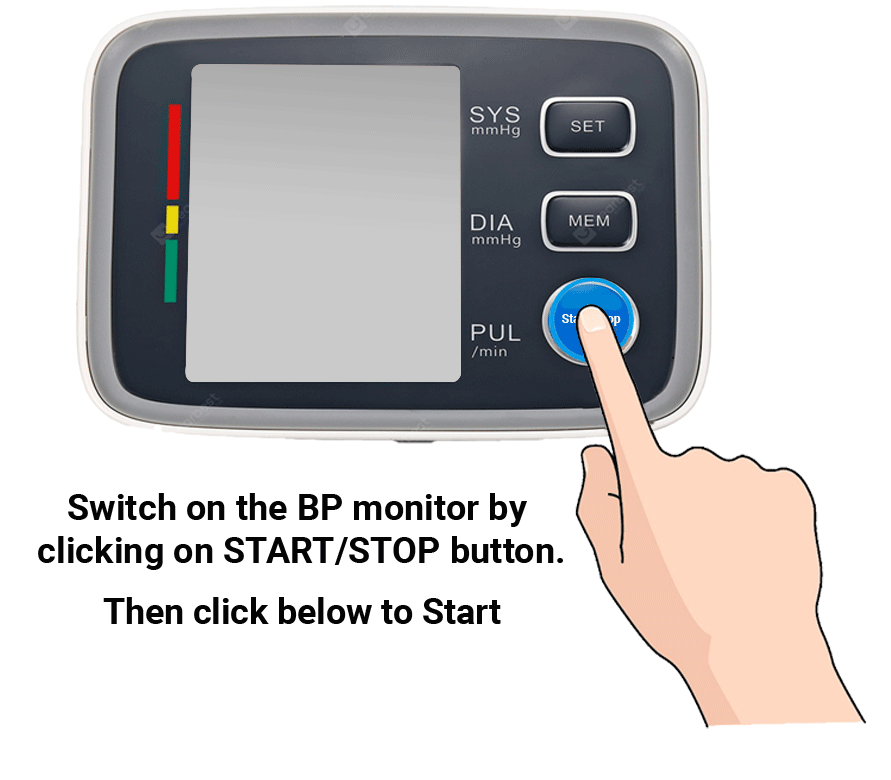 SYS
mmHg
SET
DIA
mmHg
MEM
PUL
/min
Switch on the BP monitor by
clicking on START/STOP button.
Then click below to Start